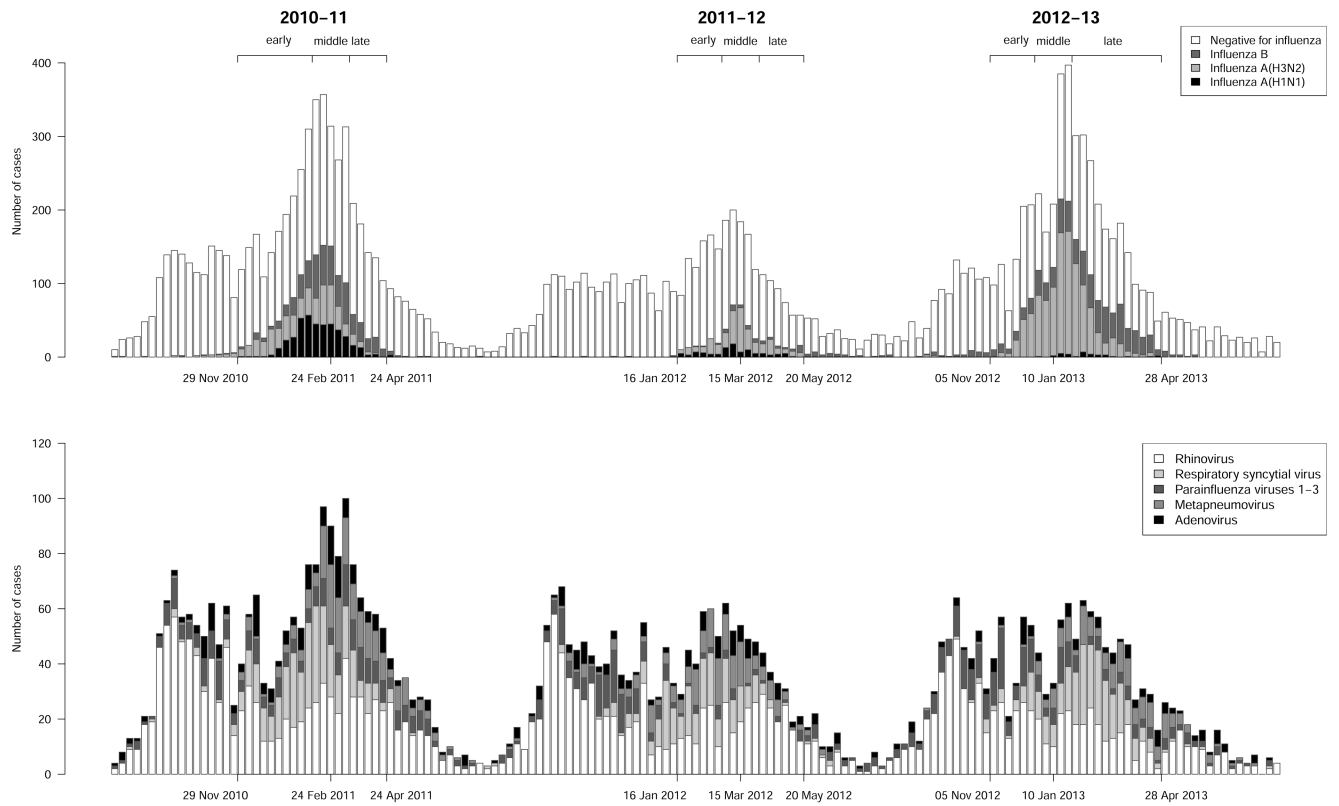 2010–11
2011–12
2012–13
early
middle
late
early
middle
late
early
middle
late
Negative for influenza
Influenza B
Influenza A(H3N2)
Influenza A(H1N1)
Number of cases
400
300
200
100
0
29 Nov 2010
24 Feb 2011
24 Apr 2011
16 Jan 2012
15 Mar 2012
20 May 2012
05 Nov 2012
10 Jan 2013
28 Apr 2013
Rhinovirus
Respiratory syncytial virus
Parainfluenza viruses 1–3
Metapneumovirus
Adenovirus
Number of cases
120
100
80
60
40
20
0
29 Nov 2010
24 Feb 2011
24 Apr 2011
16 Jan 2012
15 Mar 2012
20 May 2012
05 Nov 2012
10 Jan 2013
28 Apr 2013